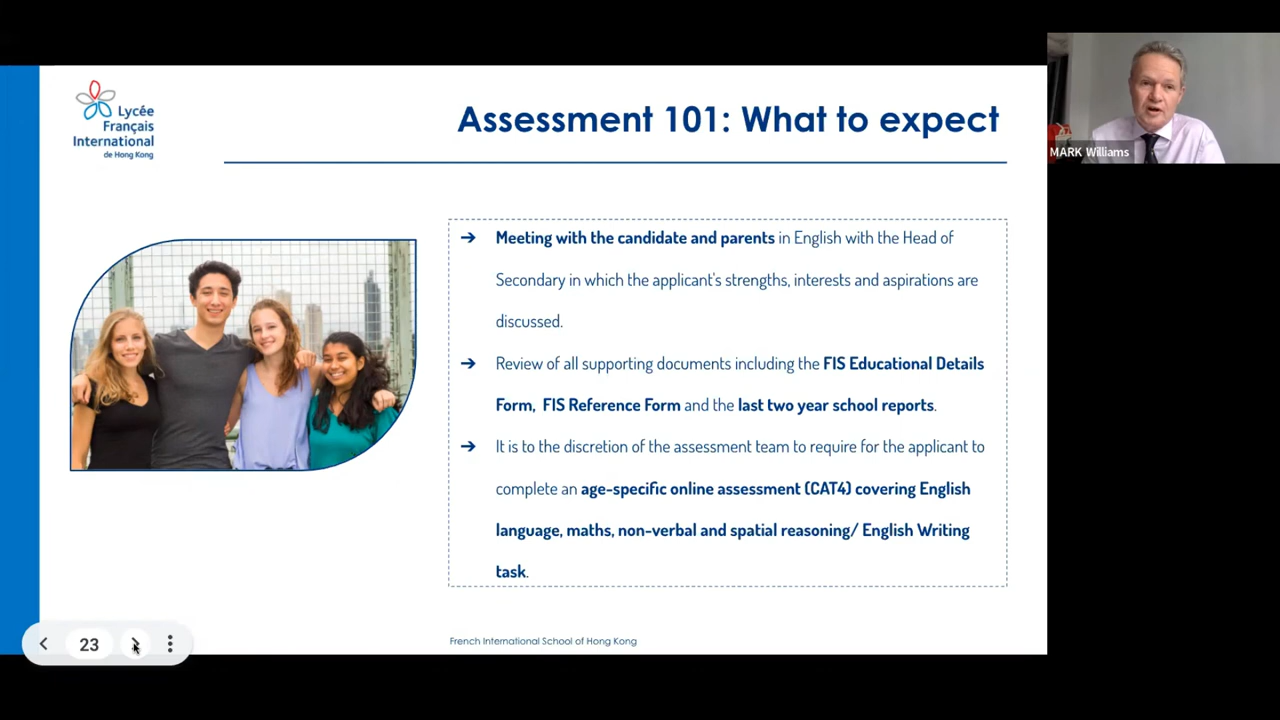 Lycée
Français
International
de Hong Kong
Assessment 101: What to expect
MARK Williams
➔ Meeting with the candidate and parents in English with the Head of
Secondary in which the applicant's strengths, interests and aspirations are
discussed.
➔ Review of all supporting documents including the FIS Educational Details
Form, FIS Reference Form and the last two year school reports.
➔ It is to the discretion of the assessment team to require for the applicant to
complete an age-specific online assessment (CAT4) covering English
language, maths, non-verbal and spatial reasoning/ English Writing
task.
23
French International School of Hong Kong